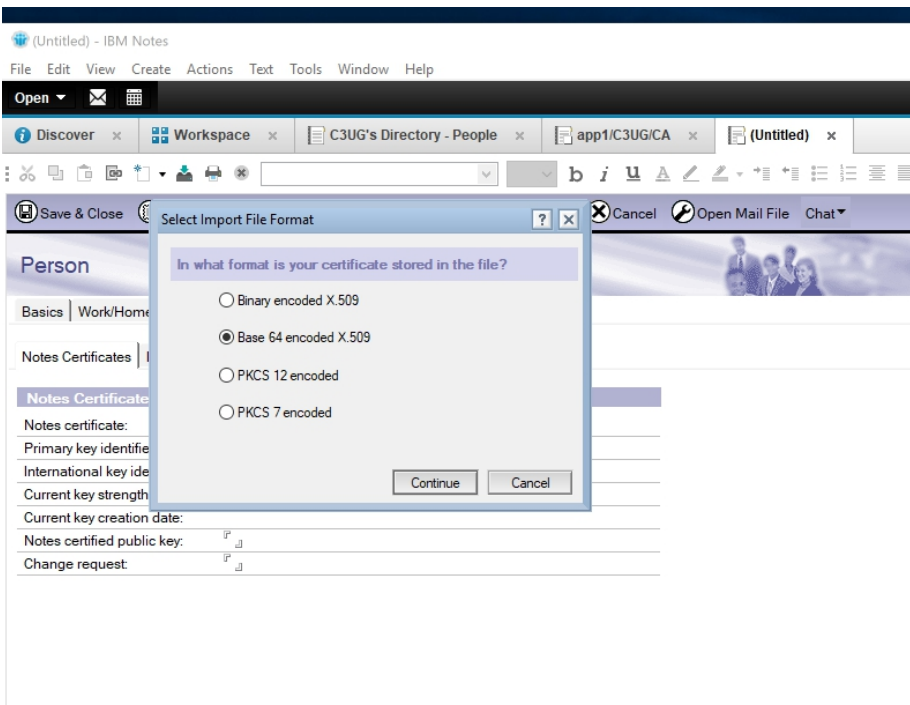 (Untitled) - IBM Notes
File Edit View Create Actions Text Tools Window Help
Open
Discover Workspace C3UG's Directory - People app1/C3UG/CA (Untitled)
b i u A
Save & Close Cancel Open Mail File Chat
Select Import File Format
Person
In what format is your certificate stored in the file?
Binary encoded X.509
Basics Work/Home
Base 64 encoded X.509
Notes Certificates
PKCS 12 encoded
Notes Certificate
PKCS 7 encoded
Notes certificate:
Primary key identifie
International key ide
Continue Cancel
Current key strength
Current key creation date:
Notes certified public key:
Change request: